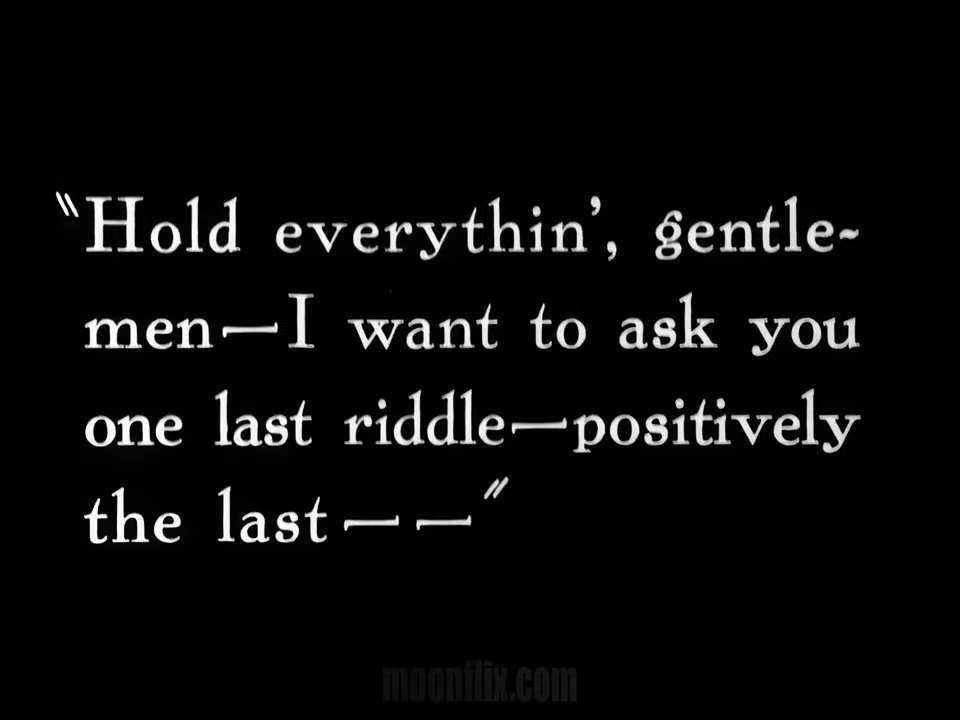 "Hold everythin', gentle-
men—I want to ask you
one last riddle—positively
the last— —"
moonflix.com